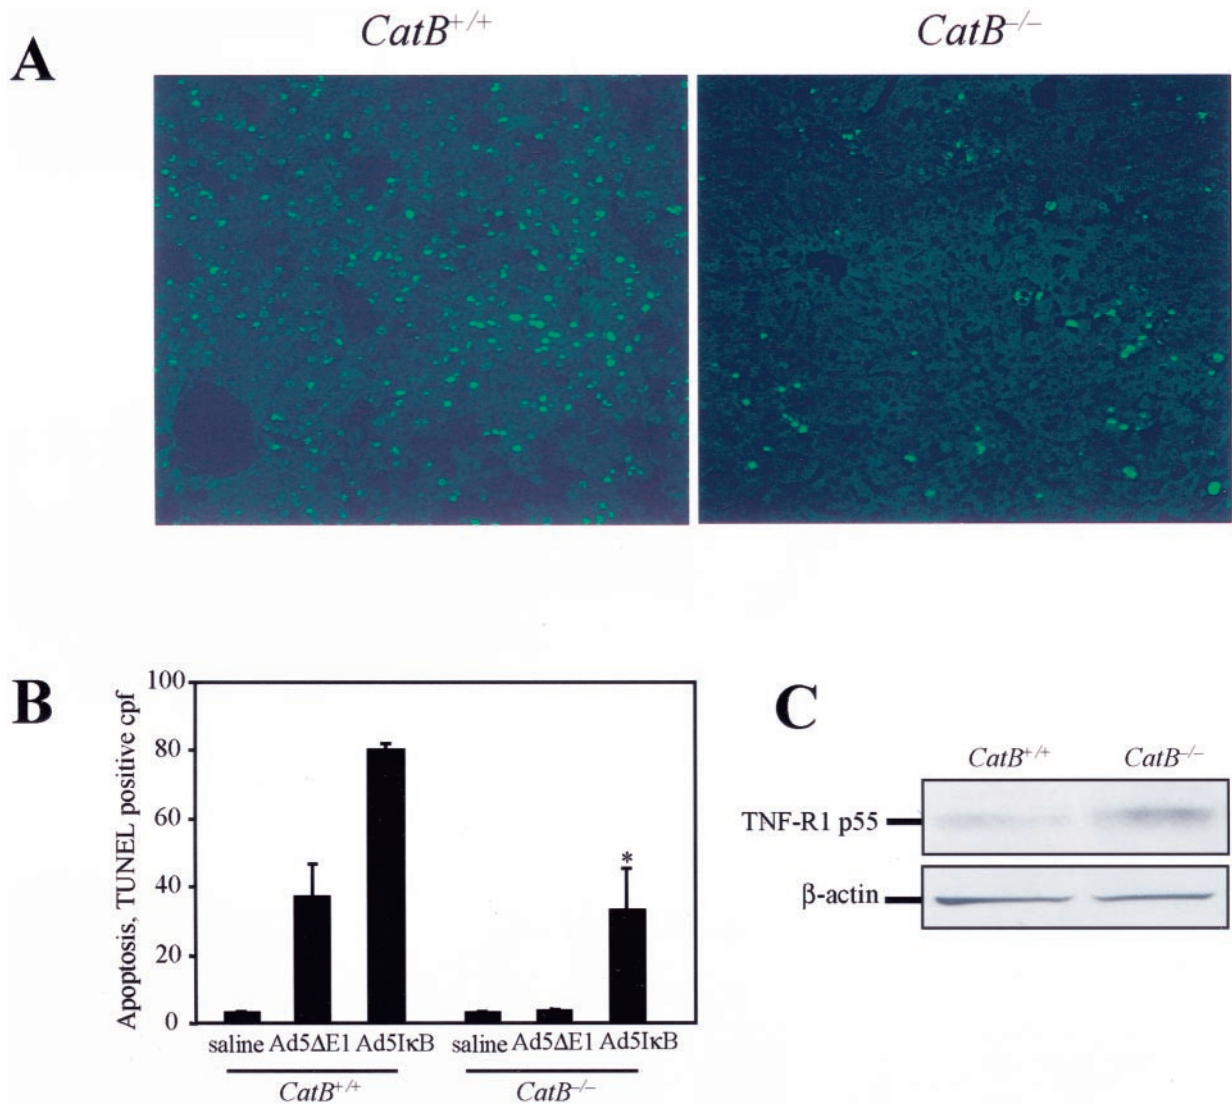 CatB+/+ CatB–/–
A
B
C
Apoptosis, TUNEL positive cpf
100
80
60
40
20
0
saline Ad5ΔE1 Ad5IκB saline Ad5ΔE1 Ad5IκB
CatB+/+ CatB–/–
*
CatB+/+ CatB–/–
TNF-R1 p55
β-actin